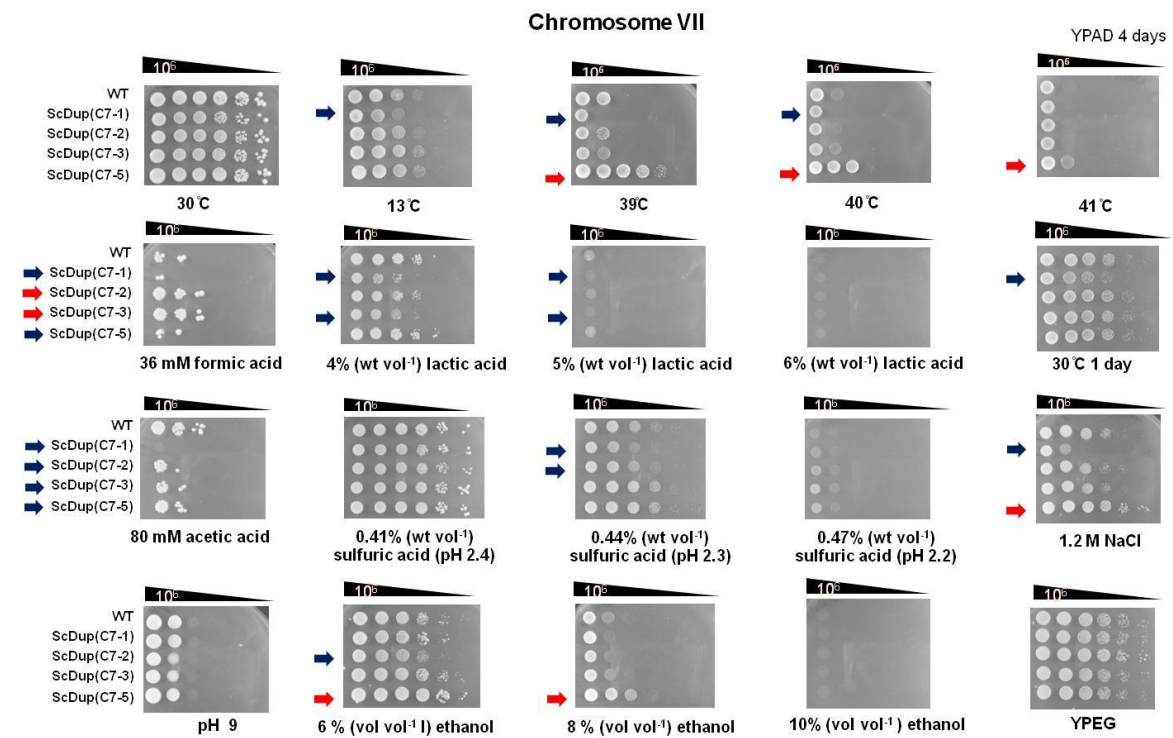 Chromosome VII
YPAD 4 days
10⁶ 10⁶ 10⁶ 10⁶ 10⁶
WT
ScDup(C7-1)
ScDup(C7-2)
ScDup(C7-3)
ScDup(C7-5)
30℃ 13℃ 39℃ 40℃ 41℃
10⁶ 10⁶ 10⁶ 10⁶ 10⁶
WT
ScDup(C7-1)
ScDup(C7-2)
ScDup(C7-3)
ScDup(C7-5)
36 mM formic acid 4% (wt vol⁻¹) lactic acid 5% (wt vol⁻¹) lactic acid 6% (wt vol⁻¹) lactic acid 30℃ 1 day
10⁶ 10⁶ 10⁶ 10⁶ 10⁶
WT
ScDup(C7-1)
ScDup(C7-2)
ScDup(C7-3)
ScDup(C7-5)
80 mM acetic acid 0.41% (wt vol⁻¹) 0.44% (wt vol⁻¹) 0.47% (wt vol⁻¹) 1.2 M NaCl
sulfuric acid (pH 2.4) sulfuric acid (pH 2.3) sulfuric acid (pH 2.2)
10⁶ 10⁶ 10⁶ 10⁶ 10⁶
WT
ScDup(C7-1)
ScDup(C7-2)
ScDup(C7-3)
ScDup(C7-5)
pH 9 6 % (vol vol⁻¹ l) ethanol 8 % (vol vol⁻¹) ethanol 10% (vol vol⁻¹ ) ethanol YPEG